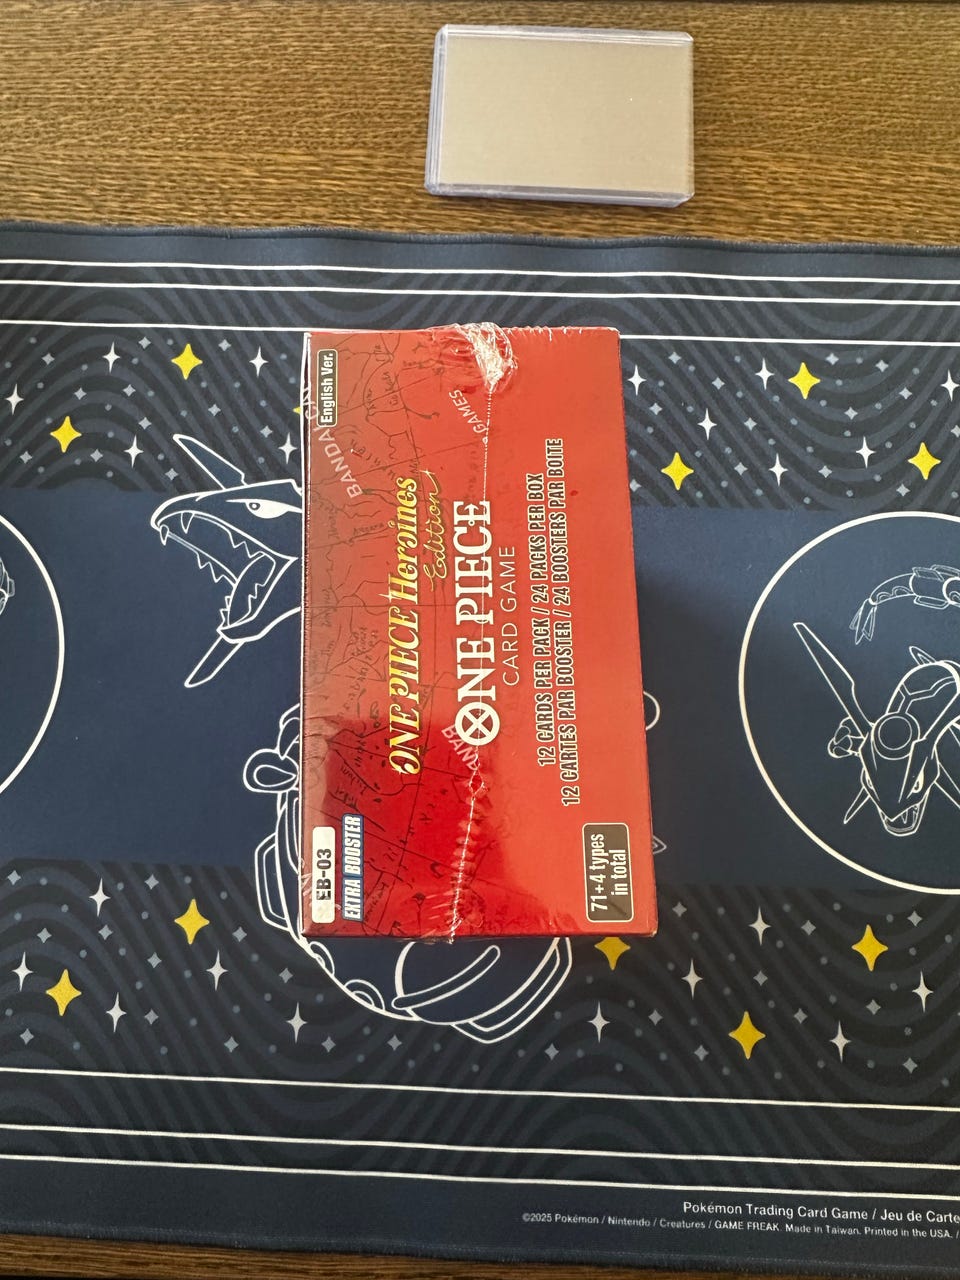 EB-03
EXTRA BOOSTER
English Ver.
ONE PIECE Heroines
Edition
ONE PIECE
CARD GAME
12 CARDS PER PACK / 24 PACKS PER BOX
12 CARTES PAR BOOSTER / 24 BOOSTERS PAR BOITE
71+4 types
in total
BANDAI
GAMES
BAND
Pokémon Trading Card Game / Jeu de Carte
©2025 Pokémon / Nintendo / Creatures / GAME FREAK. Made in Taiwan. Printed in the USA. /